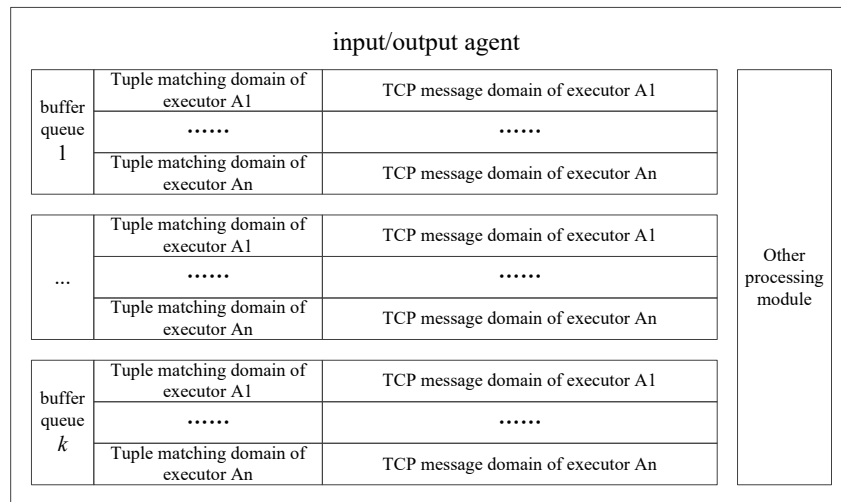 input/output agent
buffer
queue
1
Tuple matching domain of
executor A1
TCP message domain of executor A1
......
......
Tuple matching domain of
executor An
TCP message domain of executor An
...
Tuple matching domain of
executor A1
TCP message domain of executor A1
......
......
Tuple matching domain of
executor An
TCP message domain of executor An
buffer
queue
k
Tuple matching domain of
executor A1
TCP message domain of executor A1
......
......
Tuple matching domain of
executor An
TCP message domain of executor An
Other
processing
module